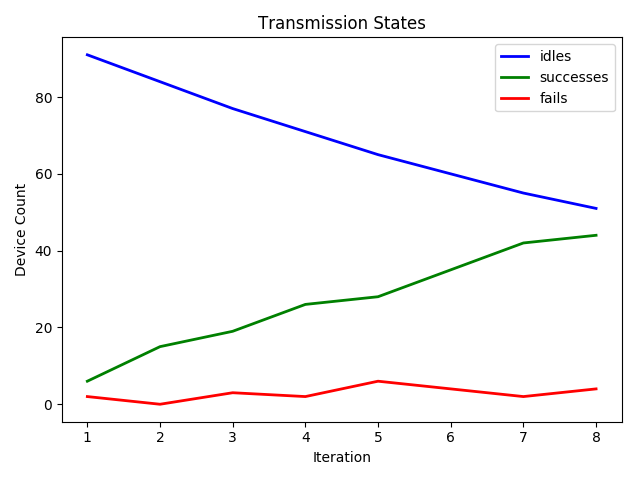 Transmission States
idles
successes
fails
Device Count
80
60
40
20
0
1 2 3 4 5 6 7 8
Iteration